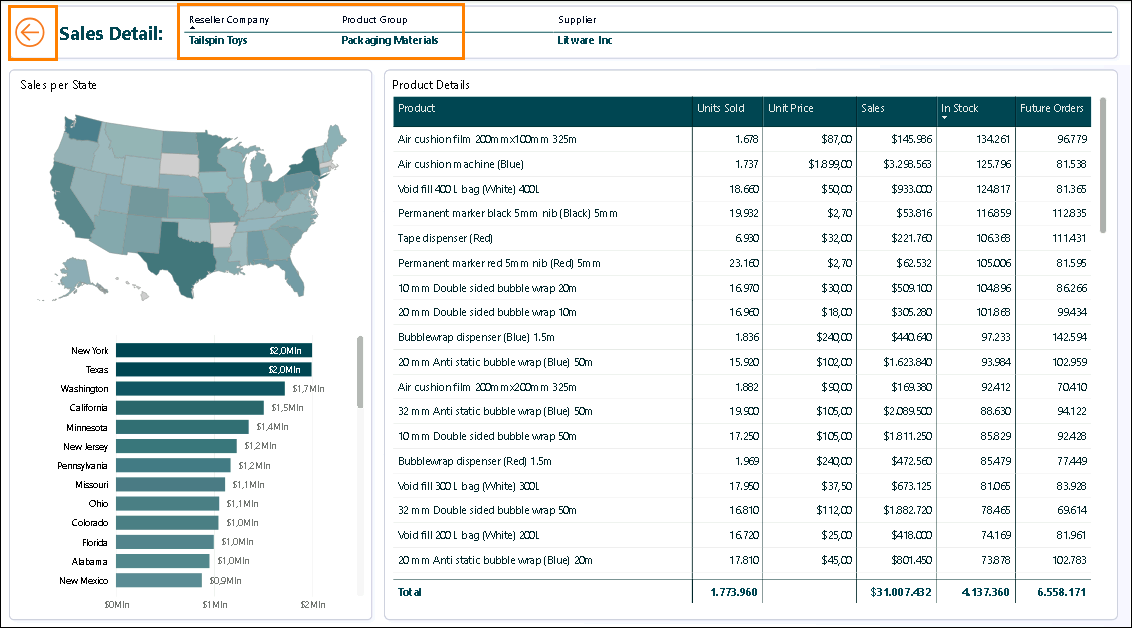 Sales Detail:
Reseller Company Product Group Supplier
Tailspin Toys Packaging Materials Litware Inc
Sales per State
New York $2,0Mln
Texas $2,0Mln
Washington $1,7Mln
California $1,5Mln
Minnesota $1,4Mln
New Jersey $1,2Mln
Pennsylvania $1,2Mln
Missouri $1,1Mln
Ohio $1,1Mln
Colorado $1,0Mln
Florida $1,0Mln
Alabama $1,0Mln
New Mexico $0,9Mln
$0Mln $1Mln $2Mln
Product Details
Product Units Sold Unit Price Sales In Stock Future Orders
Air cushion film 200mmx100mm 325m 1.678 $87,00 $145.986 134.261 96.779
Air cushion machine (Blue) 1.737 $1.899,00 $3.298.563 125.796 81.538
Void fill 400 L bag (White) 400L 18.660 $50,00 $933.000 124.817 81.365
Permanent marker black 5mm nib (Black) 5mm 19.932 $2,70 $53.816 116.859 112.835
Tape dispenser (Red) 6.930 $32,00 $221.760 106.363 111.431
Permanent marker red 5mm nib (Red) 5mm 23.160 $2,70 $62.532 105.006 81.595
10 mm Double sided bubble wrap 20m 16.970 $30,00 $509.100 104.896 86.266
20 mm Double sided bubble wrap 10m 16.960 $18,00 $305.280 101.863 99.434
Bubblewrap dispenser (Blue) 1.5m 1.836 $240,00 $440.640 97.233 142.594
20 mm Anti static bubble wrap (Blue) 50m 15.920 $102,00 $1.623.840 93.984 102.959
Air cushion film 200mmx200mm 325m 1.882 $90,00 $169.380 92.412 70.410
32 mm Anti static bubble wrap (Blue) 50m 19.900 $105,00 $2.089.500 88.630 94.122
10 mm Double sided bubble wrap 50m 17.250 $105,00 $1.811.250 85.829 92.428
Bubblewrap dispenser (Red) 1.5m 1.969 $240,00 $472.560 85.479 77.449
Void fill 300 L bag (White) 300L 17.950 $37,50 $673.125 81.065 83.928
32 mm Double sided bubble wrap 50m 16.810 $112,00 $1.882.720 78.465 69.614
Void fill 200 L bag (White) 200L 16.720 $25,00 $418.000 74.169 81.961
20 mm Anti static bubble wrap (Blue) 20m 17.810 $45,00 $801.450 73.878 102.783
Total 1.773.960 $31.007.432 4.137.360 6.558.171